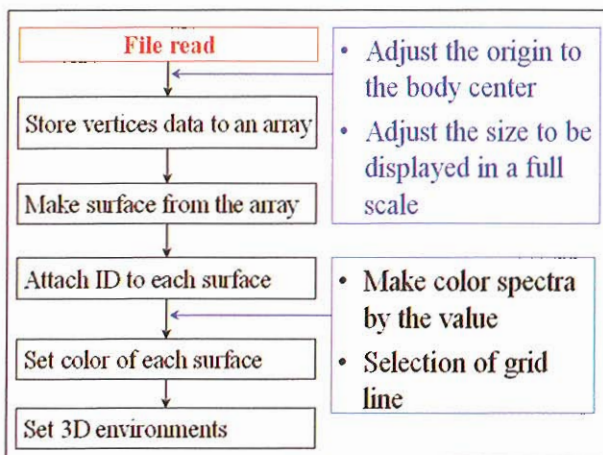 File read
• Adjust the origin to
the body center
• Adjust the size to be
displayed in a full
scale
Store vertices data to an array
Make surface from the array
Attach ID to each surface
• Make color spectra
by the value
• Selection of grid
line
Set color of each surface
Set 3D environments